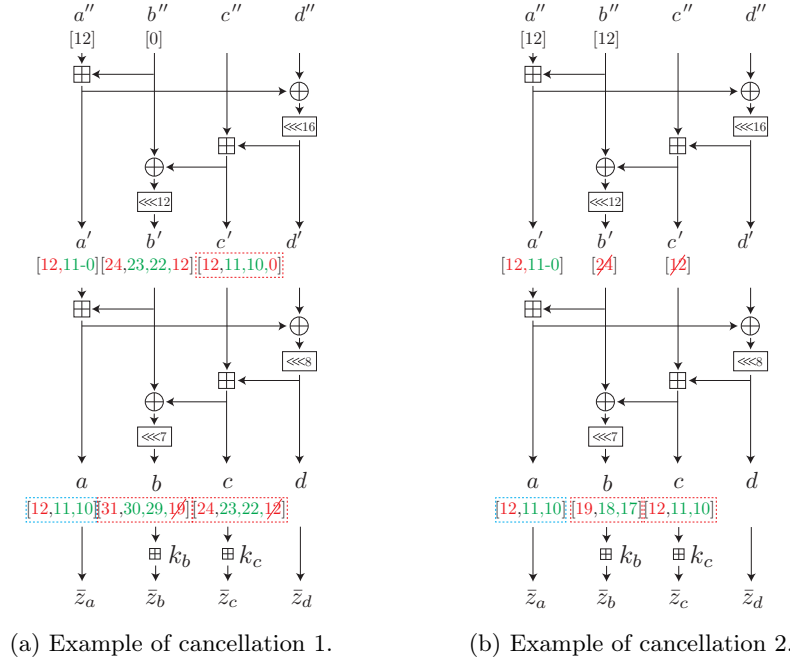 a'' b'' c'' d'' a'' b'' c'' d''
[12] [0] [12] [12]
<<<16 <<<16
<<<12 <<<12
a' b' c' d' a' b' c' d'
[12,11-0] [24,23,22,12] [12,11,10,0] [12,11-0] [24] [12]
<<<8 <<<8
<<<7 <<<7
a b c d a b c d
[12,11,10] [31,30,29,19] [24,23,22,12] [12,11,10] [19,18,17] [12,11,10]
⊞ k_b ⊞ k_c ⊞ k_b ⊞ k_c
z̄_a z̄_b z̄_c z̄_d z̄_a z̄_b z̄_c z̄_d
(a) Example of cancellation 1. (b) Example of cancellation 2.